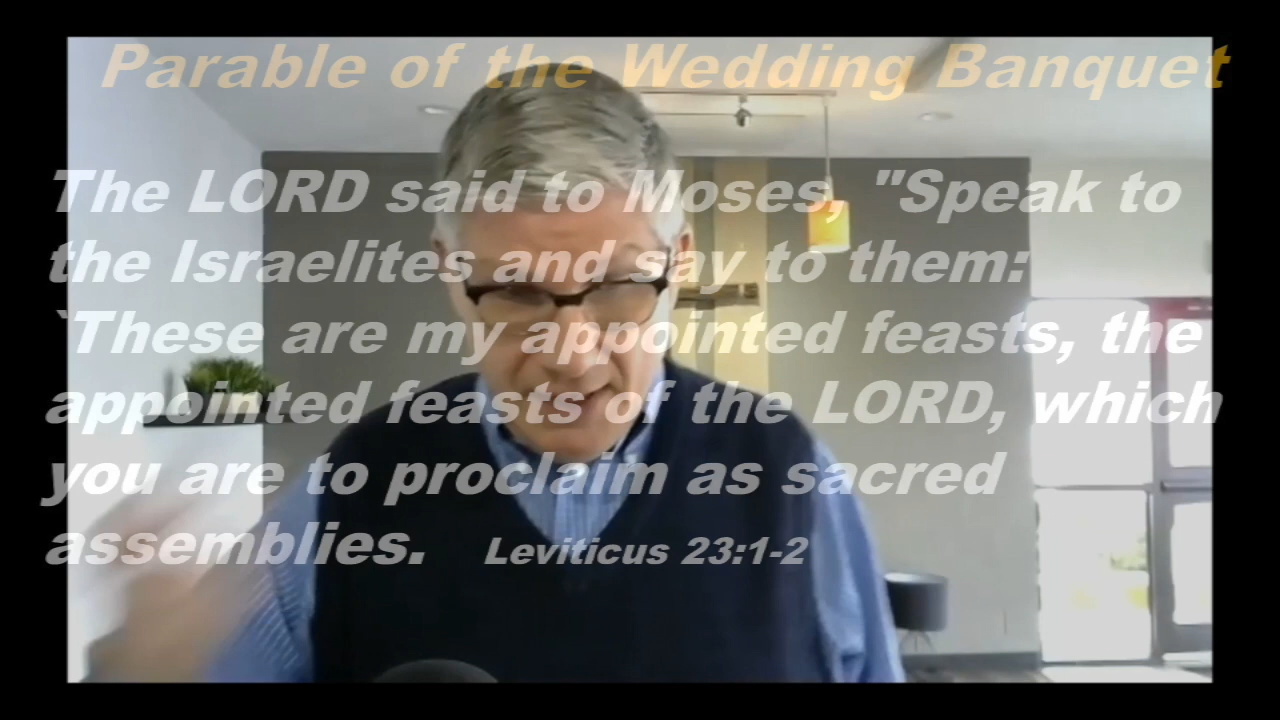 Parable of the Wedding Banquet
The LORD said to Moses, "Speak to
the Israelites and say to them:
`These are my appointed feasts, the
appointed feasts of the LORD, which
you are to proclaim as sacred
assemblies. Leviticus 23:1-2